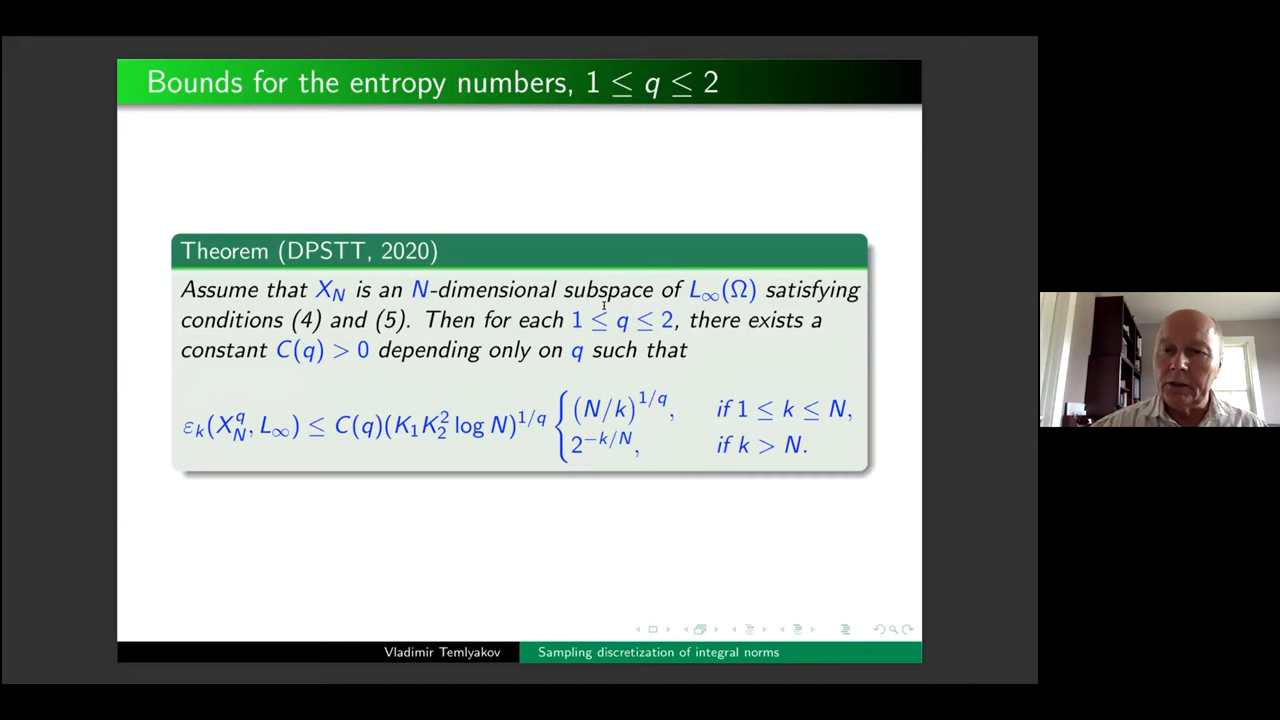 Bounds for the entropy numbers, 1 ≤ q ≤ 2
Theorem (DPSTT, 2020)
Assume that X_N is an N-dimensional subspace of L_∞(Ω) satisfying
conditions (4) and (5). Then for each 1 ≤ q ≤ 2, there exists a
constant C(q) > 0 depending only on q such that
ε_k(X_N^q, L_∞) ≤ C(q)(K_1K_2^2 log N)^{1/q} { (N/k)^{1/q}, if 1 ≤ k ≤ N,
2^{-k/N}, if k > N.
Vladimir Temlyakov
Sampling discretization of integral norms